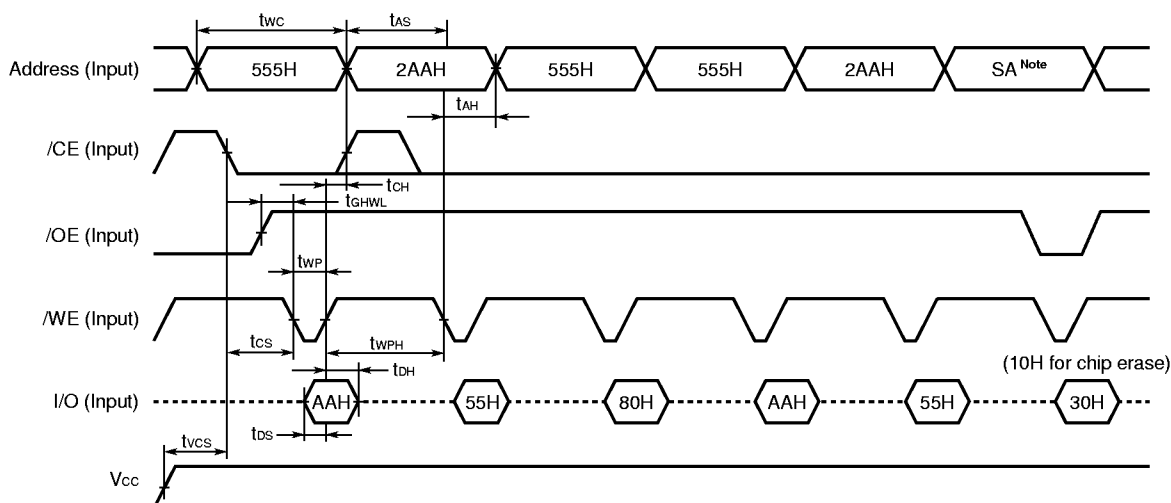 tWC tAS
Address (Input) 555H 2AAH 555H 555H 2AAH SA Note
tAH
/CE (Input)
tCH
tGHWL
/OE (Input)
tWP
/WE (Input)
tCS tWPH
tDH (10H for chip erase)
I/O (Input) AAH 55H 80H AAH 55H 30H
tDS
tVCS
VCC